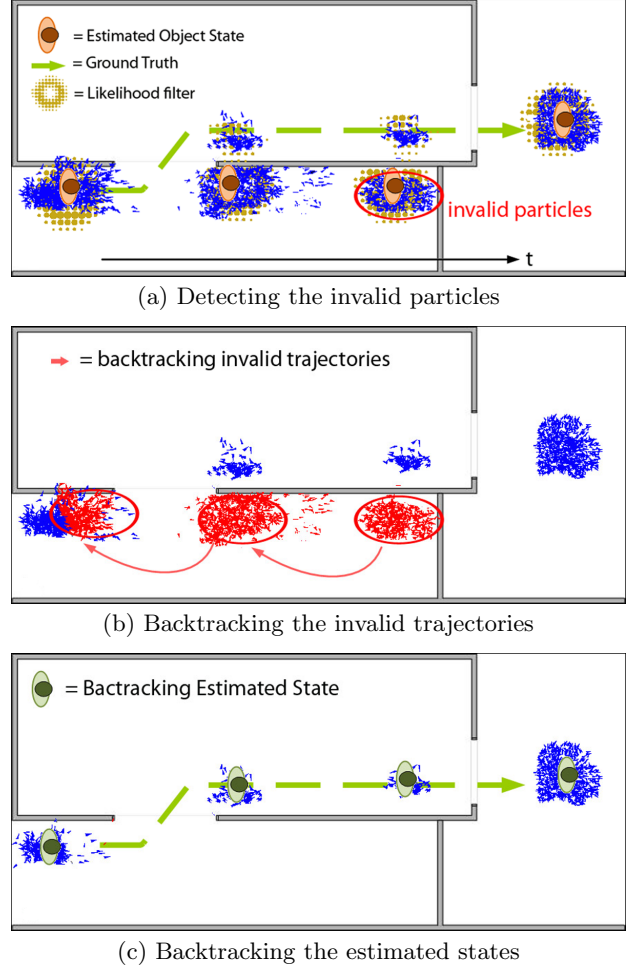 = Estimated Object State
= Ground Truth
= Likelihood filter
invalid particles
t
(a) Detecting the invalid particles
= backtracking invalid trajectories
(b) Backtracking the invalid trajectories
= Bactracking Estimated State
(c) Backtracking the estimated states